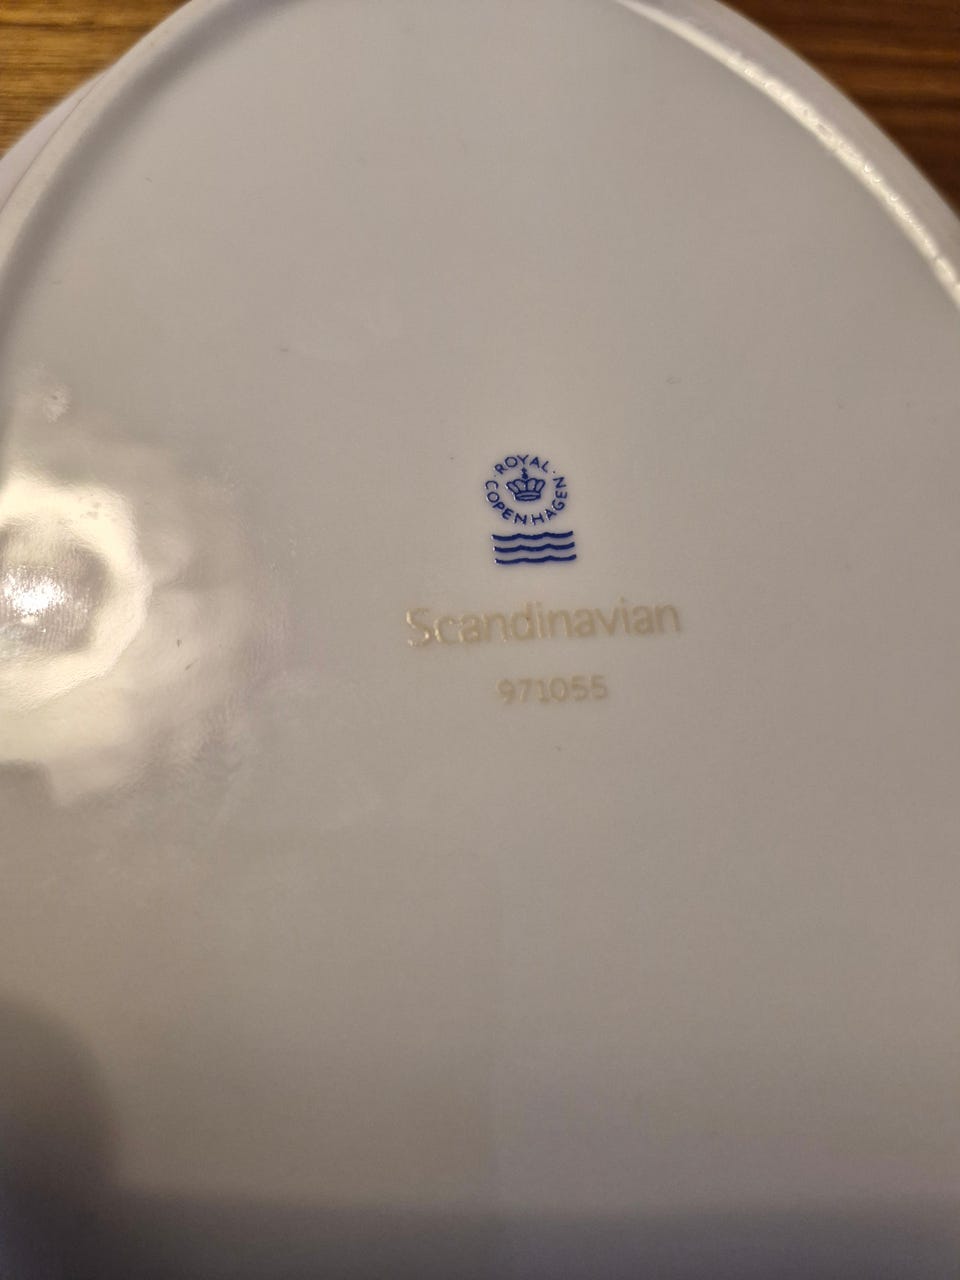 ROYAL
COPENHAGEN
Scandinavian
971055